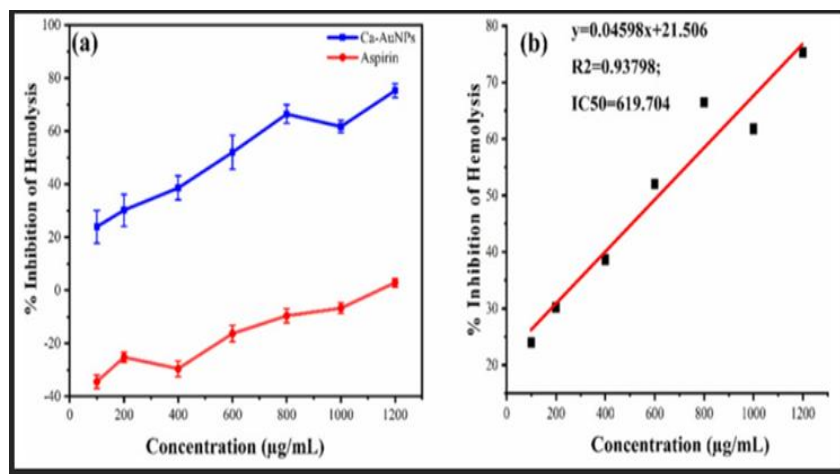 (a)
Ca-AuNPs
Aspirin
100
80
60
40
20
0
-20
-40
% Inhibition of Hemolysis
0 200 400 600 800 1000 1200
Concentration (µg/mL)
(b)
y=0.04598x+21.506
R2=0.93798;
IC50=619.704
80
70
60
50
40
30
20
% Inhibition of Hemolysis
0 200 400 600 800 1000 1200
Concentration (µg/mL)